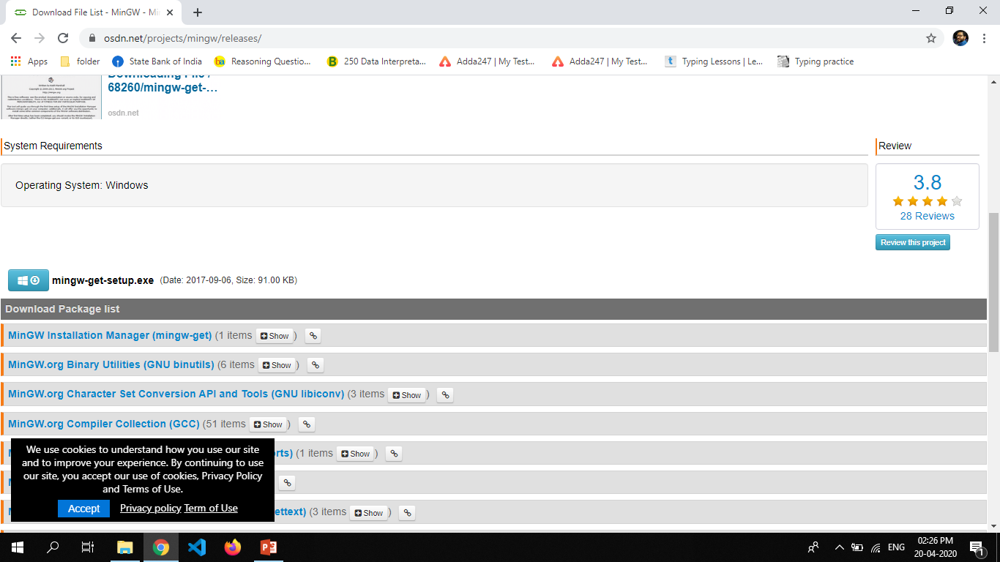 Download File List - MinGW - Mi
osdn.net/projects/mingw/releases/
Apps folder State Bank of India Reasoning Questio... 250 Data Interpreta... Adda247 | My Test... Adda247 | My Test... Typing Lessons | Le... Typing practice
Downloading File /
68260/mingw-get-…
osdn.net
System Requirements
Review
Operating System: Windows
3.8
28 Reviews
Review this project
mingw-get-setup.exe (Date: 2017-09-06, Size: 91.00 KB)
Download Package list
MinGW Installation Manager (mingw-get) (1 items Show)
MinGW.org Binary Utilities (GNU binutils) (6 items Show)
MinGW.org Character Set Conversion API and Tools (GNU libiconv) (3 items Show)
MinGW.org Compiler Collection (GCC) (51 items Show)
orts) (1 items Show)
ettext) (3 items Show)
We use cookies to understand how you use our site
and to improve your experience. By continuing to use
our site, you accept our use of cookies, Privacy Policy
and Terms of Use.
Accept Privacy policy Term of Use
ENG
02:26 PM
20-04-2020
1